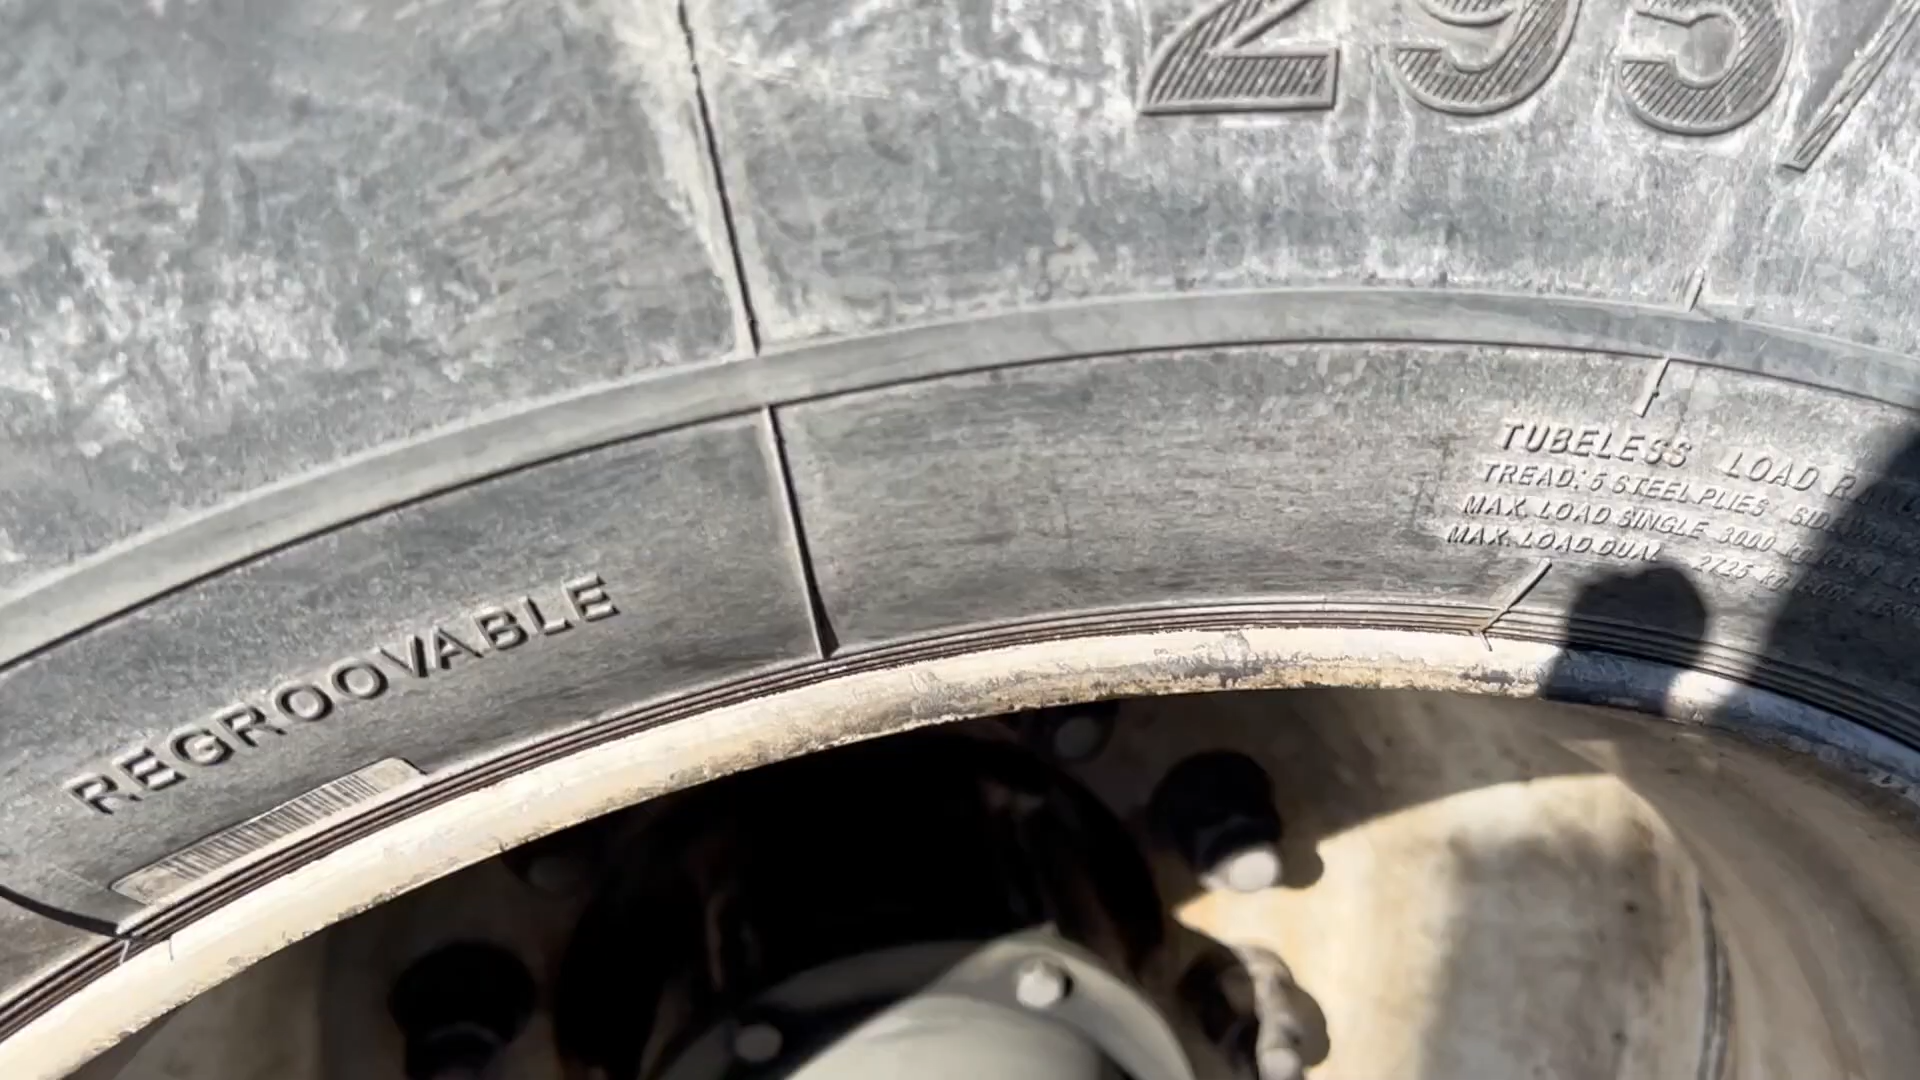 295/
REGROOVABLE
TUBELESS LOAD
TREAD: 5 STEEL PLIES
MAX. LOAD SINGLE 3000
MAX. LOAD DUAL 2725